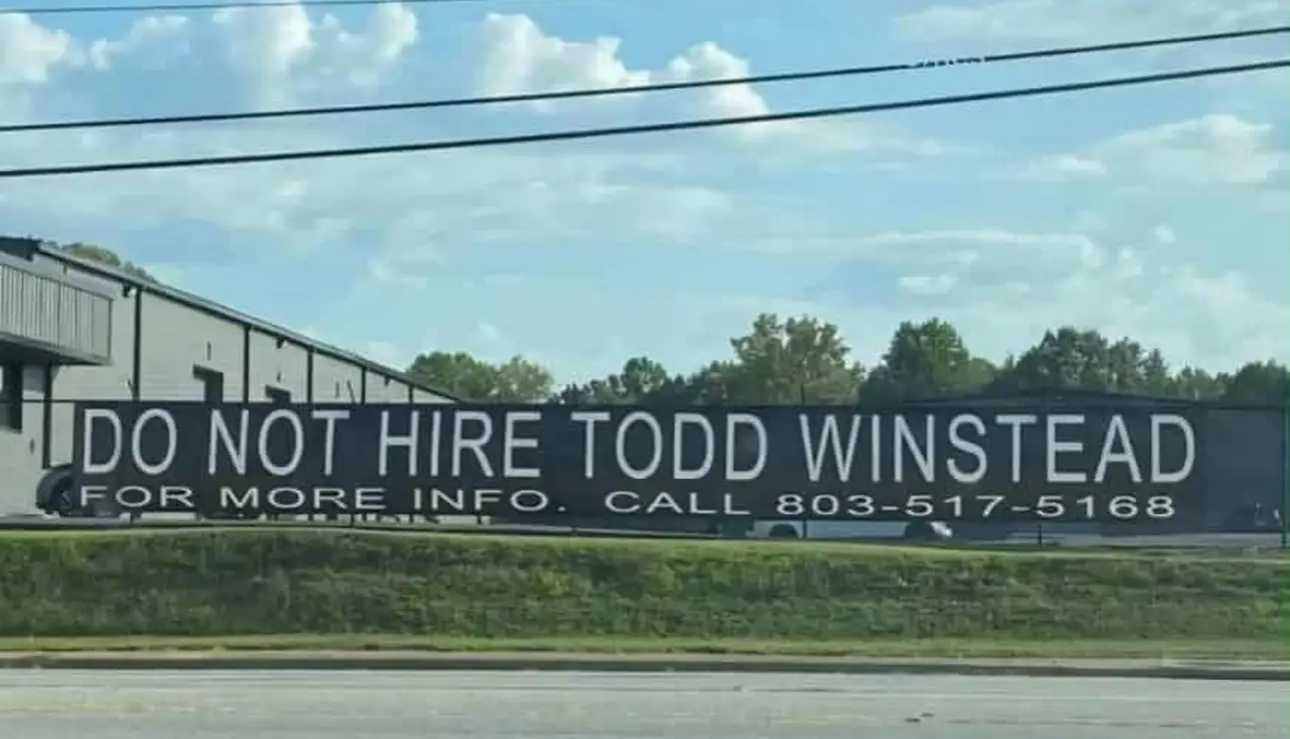 DO NOT HIRE TODD WINSTEAD
FOR MORE INFO. CALL 803-517-5168